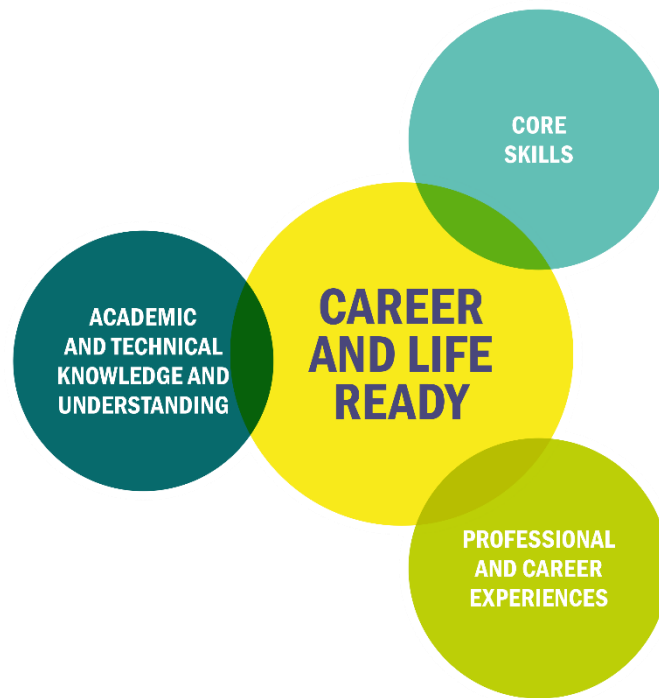 CORE
SKILLS
CAREER
AND LIFE
READY
ACADEMIC
AND TECHNICAL
KNOWLEDGE AND
UNDERSTANDING
PROFESSIONAL
AND CAREER
EXPERIENCES